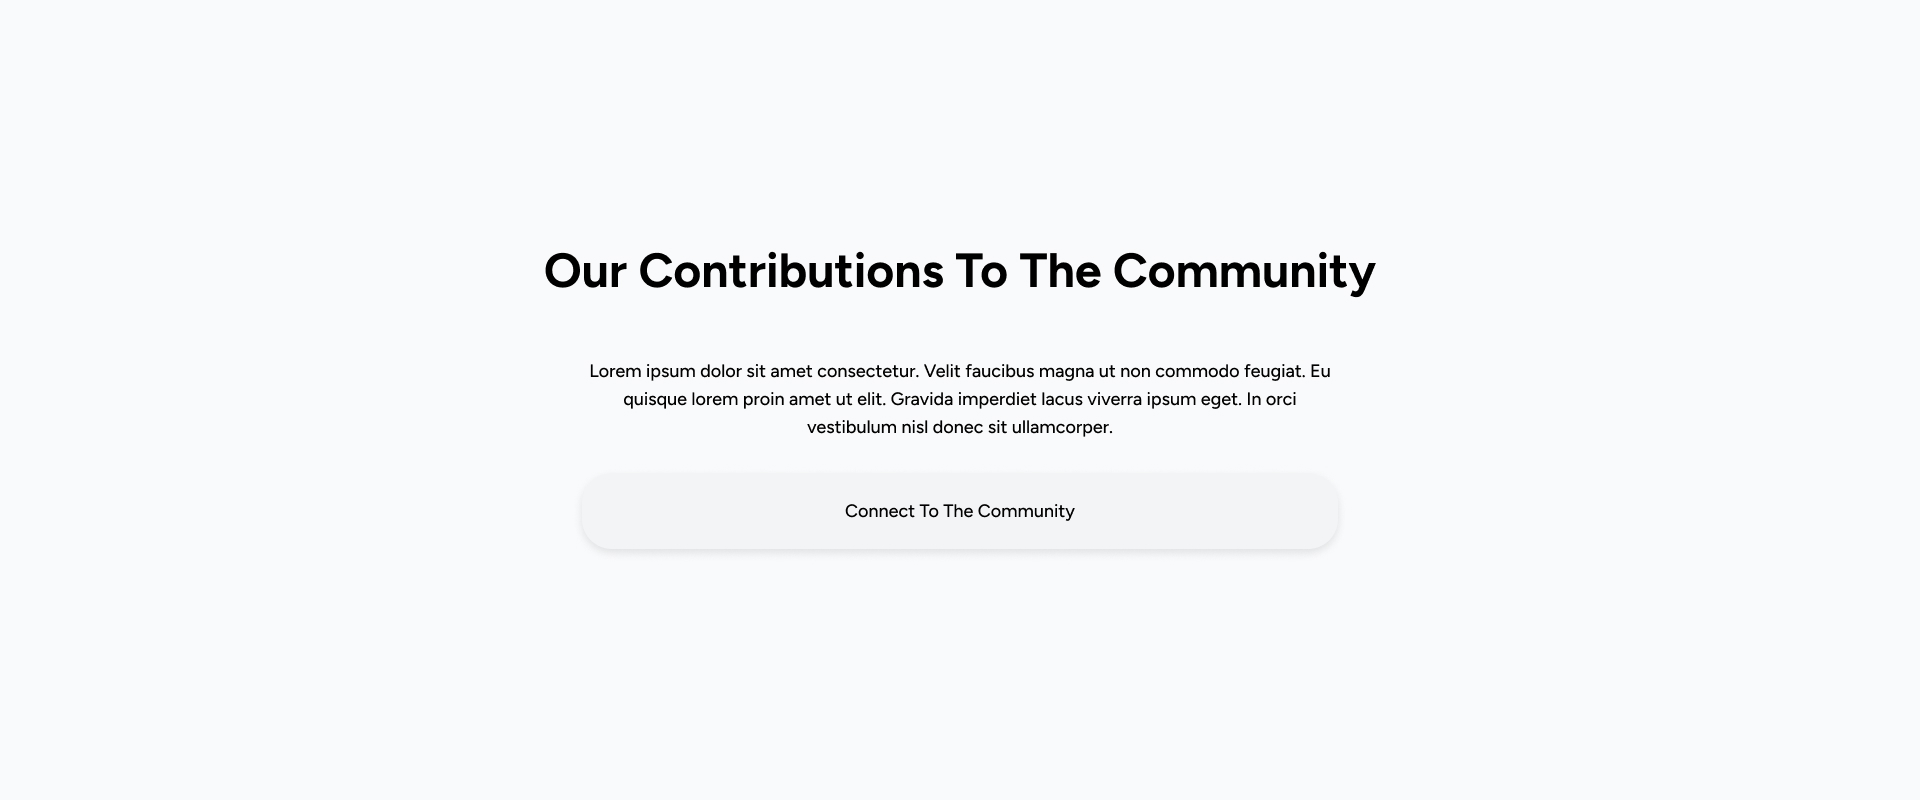 Our Contributions To The Community
Lorem ipsum dolor sit amet consectetur. Velit faucibus magna ut non commodo feugiat. Eu
quisque lorem proin amet ut elit. Gravida imperdiet lacus viverra ipsum eget. In orci
vestibulum nisl donec sit ullamcorper.
Connect To The Community